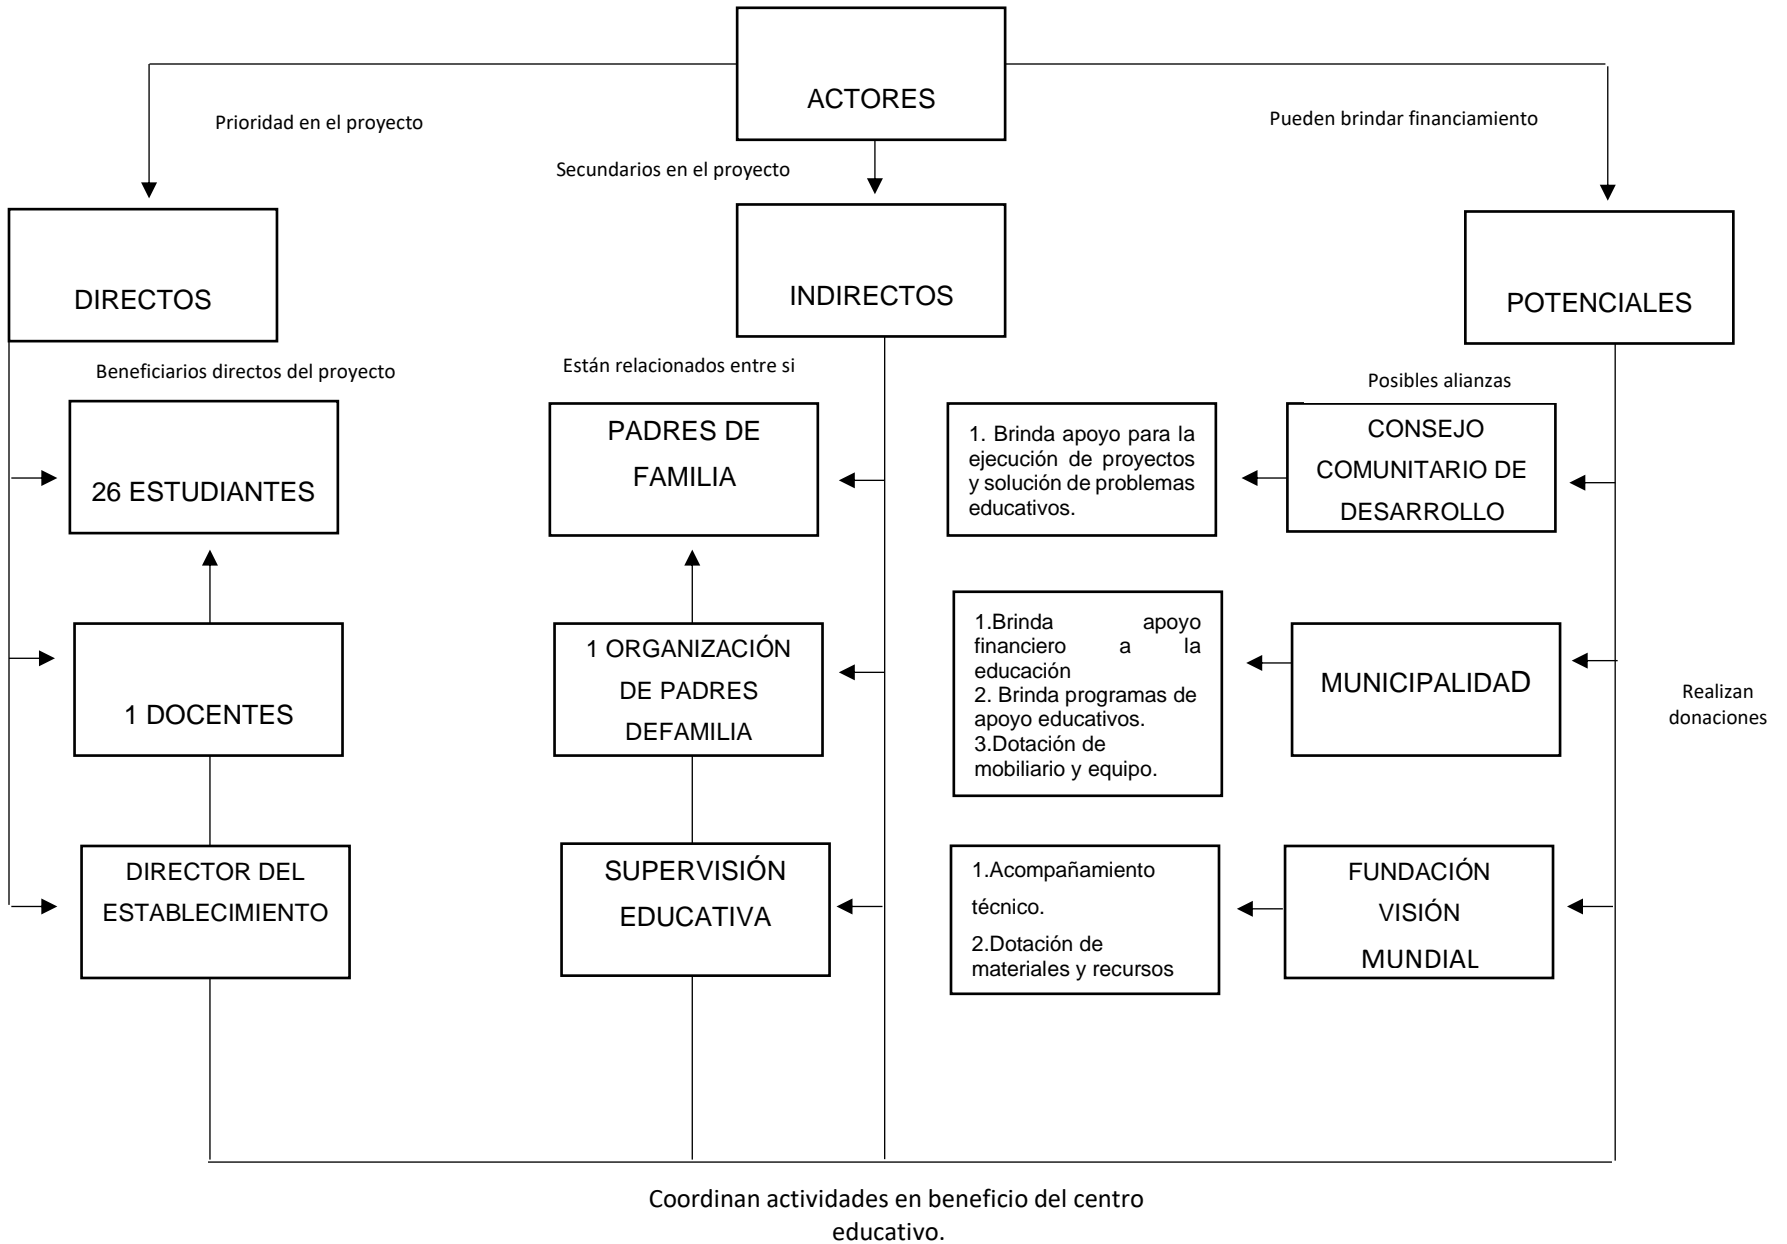 ACTORES
Prioridad en el proyecto
Pueden brindar financiamiento
Secundarios en el proyecto
DIRECTOS
INDIRECTOS
POTENCIALES
Beneficiarios directos del proyecto
Están relacionados entre si
Posibles alianzas
26 ESTUDIANTES
PADRES DE
FAMILIA
1. Brinda apoyo para la
ejecución de proyectos
y solución de problemas
educativos.
CONSEJO
COMUNITARIO DE
DESARROLLO
1 DOCENTES
1 ORGANIZACIÓN
DE PADRES
DEFAMILIA
1.Brinda apoyo
financiero a la
educación
2. Brinda programas de
apoyo educativos.
3.Dotación de
mobiliario y equipo.
MUNICIPALIDAD
Realizan
donaciones
DIRECTOR DEL
ESTABLECIMIENTO
SUPERVISIÓN
EDUCATIVA
1.Acompañamiento
técnico.
2.Dotación de
materiales y recursos
FUNDACIÓN
VISIÓN
MUNDIAL
Coordinan actividades en beneficio del centro
educativo.